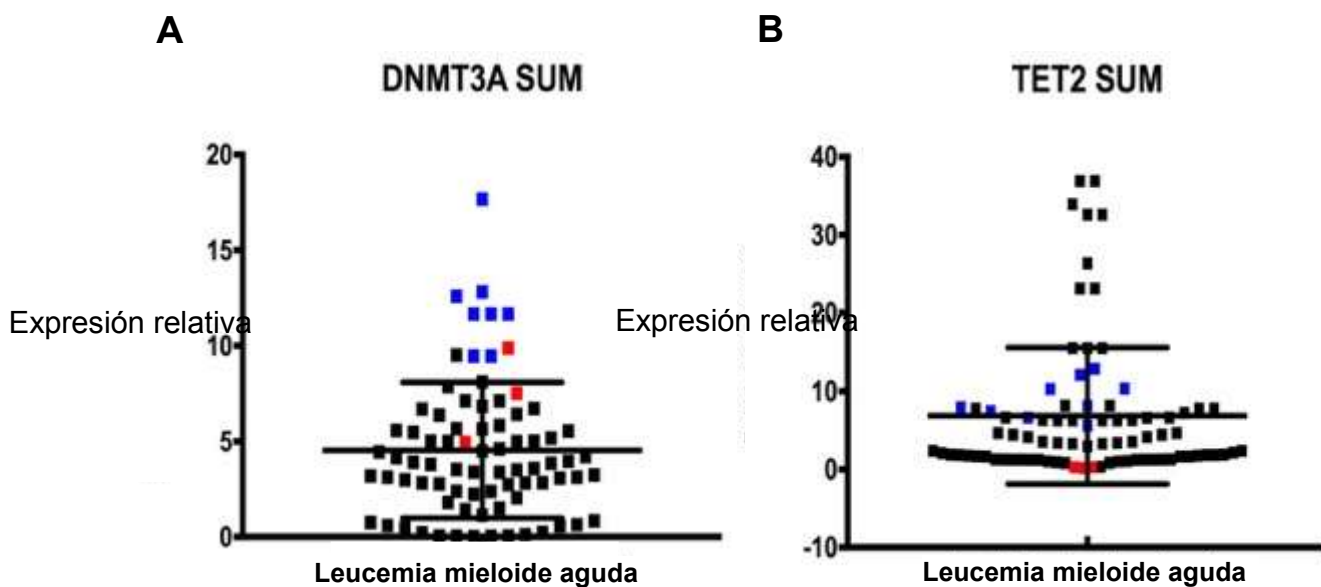 A
DNMT3A SUM
20
15
10
5
0
Expresión relativa
Leucemia mieloide aguda
B
TET2 SUM
40
30
20
10
0
-10
Expresión relativa
Leucemia mieloide aguda